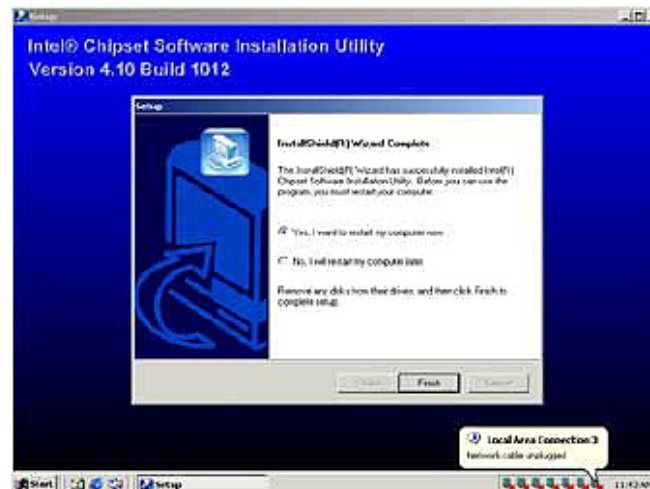 Setup
Intel® Chipset Software Installation Utility
Version 4.10 Build 1012
Setup
InstallShield(R) Wizard Complete
The InstallShield(R) Wizard has successfully installed Intel(R)
Chipset Software Installation Utility. Before you can use the
program, you must restart your computer.
Yes, I want to restart my computer now.
No, I will restart my computer later.
Remove any disks from their drives, and then click Finish to
complete setup.
Finish
Local Area Connection 3
Network cable unplugged
Start
Setup
11:43 AM